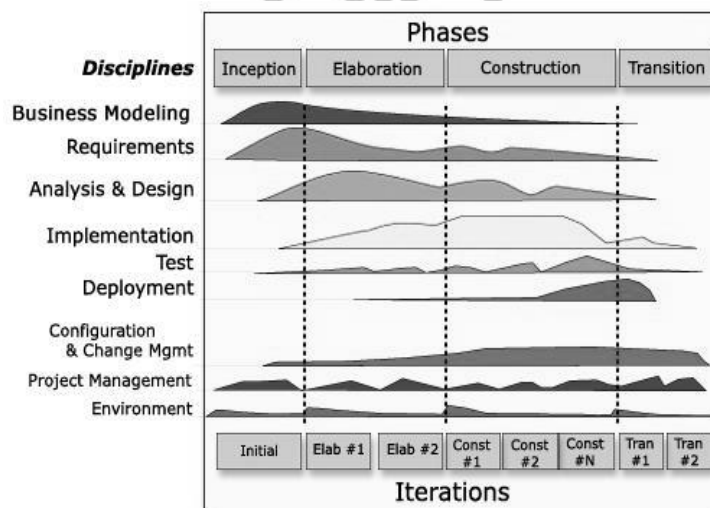 Phases
Disciplines
Inception
Elaboration
Construction
Transition
Business Modeling
Requirements
Analysis & Design
Implementation
Test
Deployment
Configuration
& Change Mgmt
Project Management
Environment
Initial
Elab #1
Elab #2
Const
#1
Const
#2
Const
#N
Tran
#1
Tran
#2
Iterations